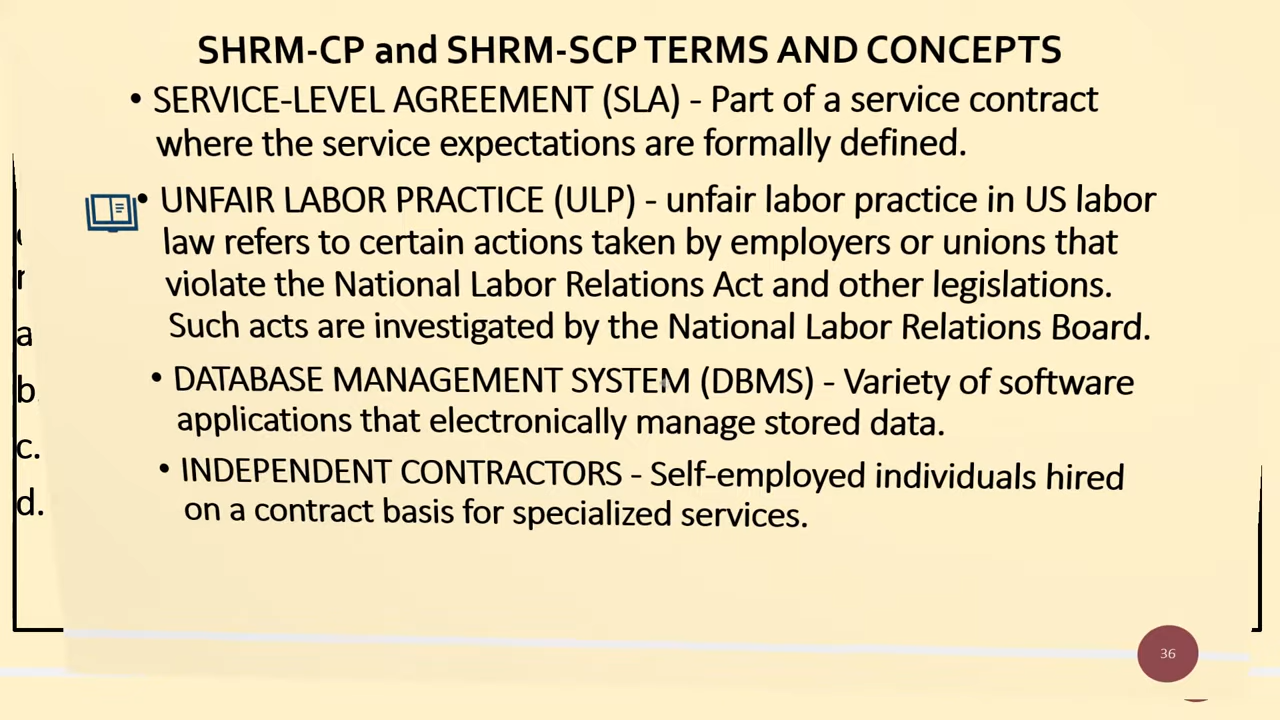 SHRM-CP and SHRM-SCP TERMS AND CONCEPTS
• SERVICE-LEVEL AGREEMENT (SLA) - Part of a service contract
where the service expectations are formally defined.
• UNFAIR LABOR PRACTICE (ULP) - unfair labor practice in US labor
law refers to certain actions taken by employers or unions that
violate the National Labor Relations Act and other legislations.
Such acts are investigated by the National Labor Relations Board.
• DATABASE MANAGEMENT SYSTEM (DBMS) - Variety of software
applications that electronically manage stored data.
• INDEPENDENT CONTRACTORS - Self-employed individuals hired
on a contract basis for specialized services.
a
b
c.
d.
36